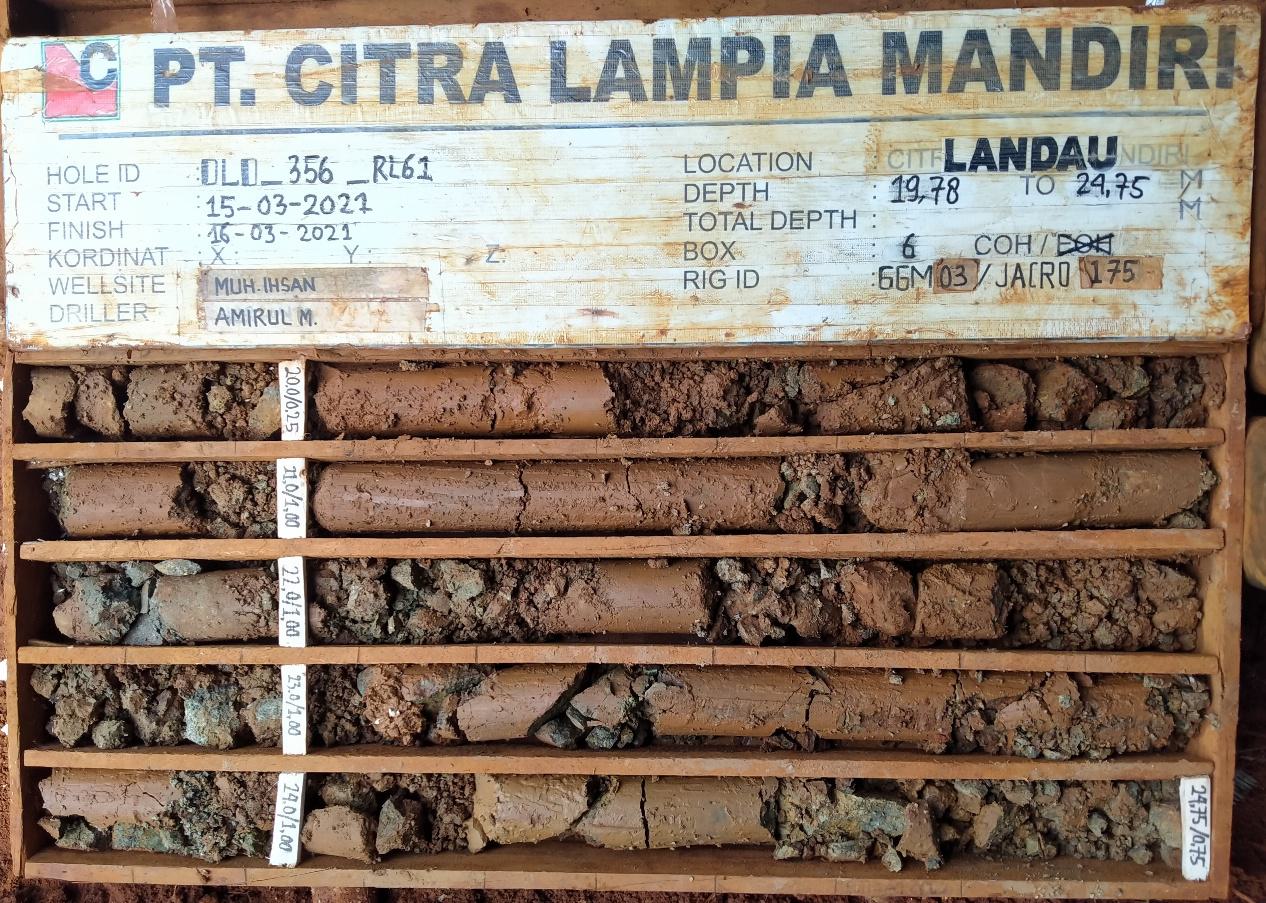 C PT. CITRA LAMPIA MANDIRI
HOLE ID : DLD_356_RL61
START : 15-03-2021
FINISH : 16-03-2021
KORDINAT : X : Y : Z :
WELLSITE MUH.IHSAN
DRILLER AMIRUL M.
LOCATION : LANDAU
DEPTH : 19,78 TO 24,75 M
TOTAL DEPTH : M
BOX : 6 COH / EOH
RIG ID : GGM 03 / JACRO 175
20.0/0.25
21.0/1,00
22.0/1,00
23.0/1,00
24.0/1,00
24,75/0,75